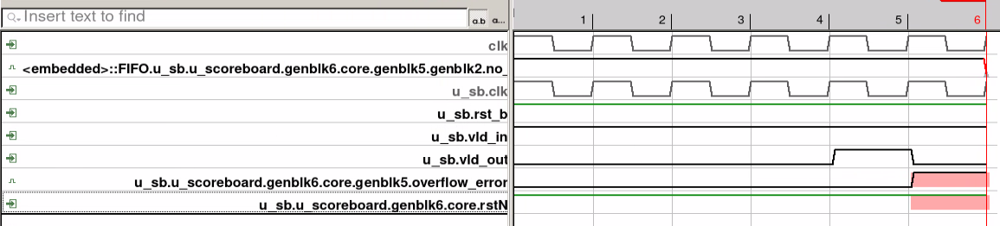 Insert text to find
a.b
a...
1 2 3 4 5 6
clk
<embedded>::FIFO.u_sb.u_scoreboard.genblk6.core.genblk5.genblk2.no_
u_sb.clk
u_sb.rst_b
u_sb.vld_in
u_sb.vld_out
u_sb.u_scoreboard.genblk6.core.genblk5.overflow_error
u_sb.u_scoreboard.genblk6.core.rstN